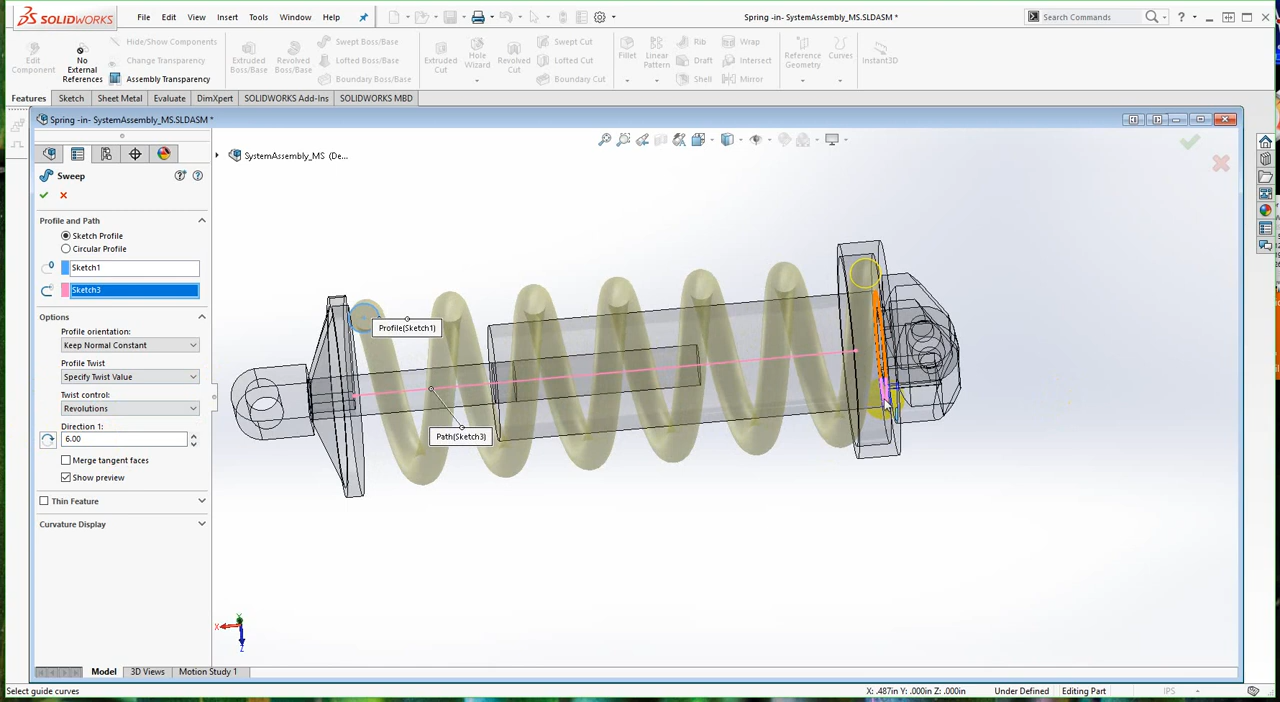 SOLIDWORKS File Edit View Insert Tools Window Help Spring -in- SystemAssembly_MS.SLDASM * Search Commands ?
Edit Component
No External References
Hide/Show Components
Change Transparency
Assembly Transparency
Extruded Boss/Base
Revolved Boss/Base
Swept Boss/Base
Lofted Boss/Base
Boundary Boss/Base
Extruded Cut
Hole Wizard
Revolved Cut
Swept Cut
Lofted Cut
Boundary Cut
Fillet
Linear Pattern
Rib
Draft
Shell
Wrap
Intersect
Mirror
Reference Geometry
Curves
Instant3D
Features Sketch Sheet Metal Evaluate DimXpert SOLIDWORKS Add-Ins SOLIDWORKS MBD
Spring -in- SystemAssembly_MS.SLDASM *
SystemAssembly_MS (De...
Sweep
Profile and Path
Sketch Profile
Circular Profile
Sketch1
Sketch3
Options
Profile orientation:
Keep Normal Constant
Profile Twist
Specify Twist Value
Twist control:
Revolutions
Direction 1:
6.00
Merge tangent faces
Show preview
Thin Feature
Curvature Display
Profile(Sketch1)
Path(Sketch3)
X
Z
Model 3D Views Motion Study 1
Select guide curves X: .487in Y: .000in Z: .000in Under Defined Editing Part IPS